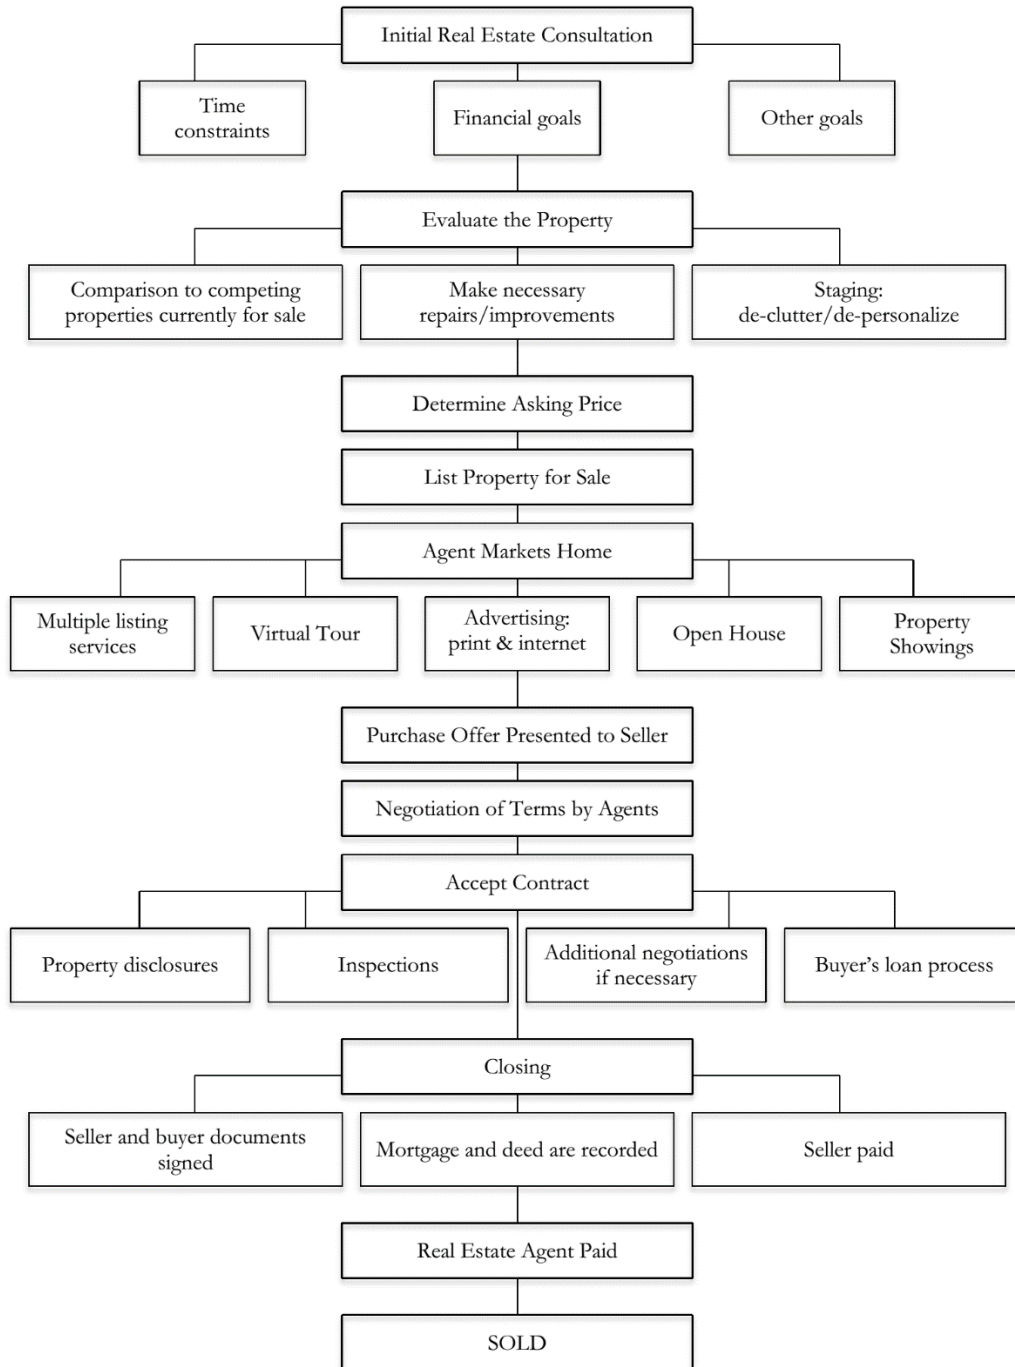 Initial Real Estate Consultation
Time
constraints
Financial goals
Other goals
Evaluate the Property
Comparison to competing
properties currently for sale
Make necessary
repairs/improvements
Staging:
de-clutter/de-personalize
Determine Asking Price
List Property for Sale
Agent Markets Home
Multiple listing
services
Virtual Tour
Advertising:
print & internet
Open House
Property
Showings
Purchase Offer Presented to Seller
Negotiation of Terms by Agents
Accept Contract
Property disclosures
Inspections
Additional negotiations
if necessary
Buyer’s loan process
Closing
Seller and buyer documents
signed
Mortgage and deed are recorded
Seller paid
Real Estate Agent Paid
SOLD